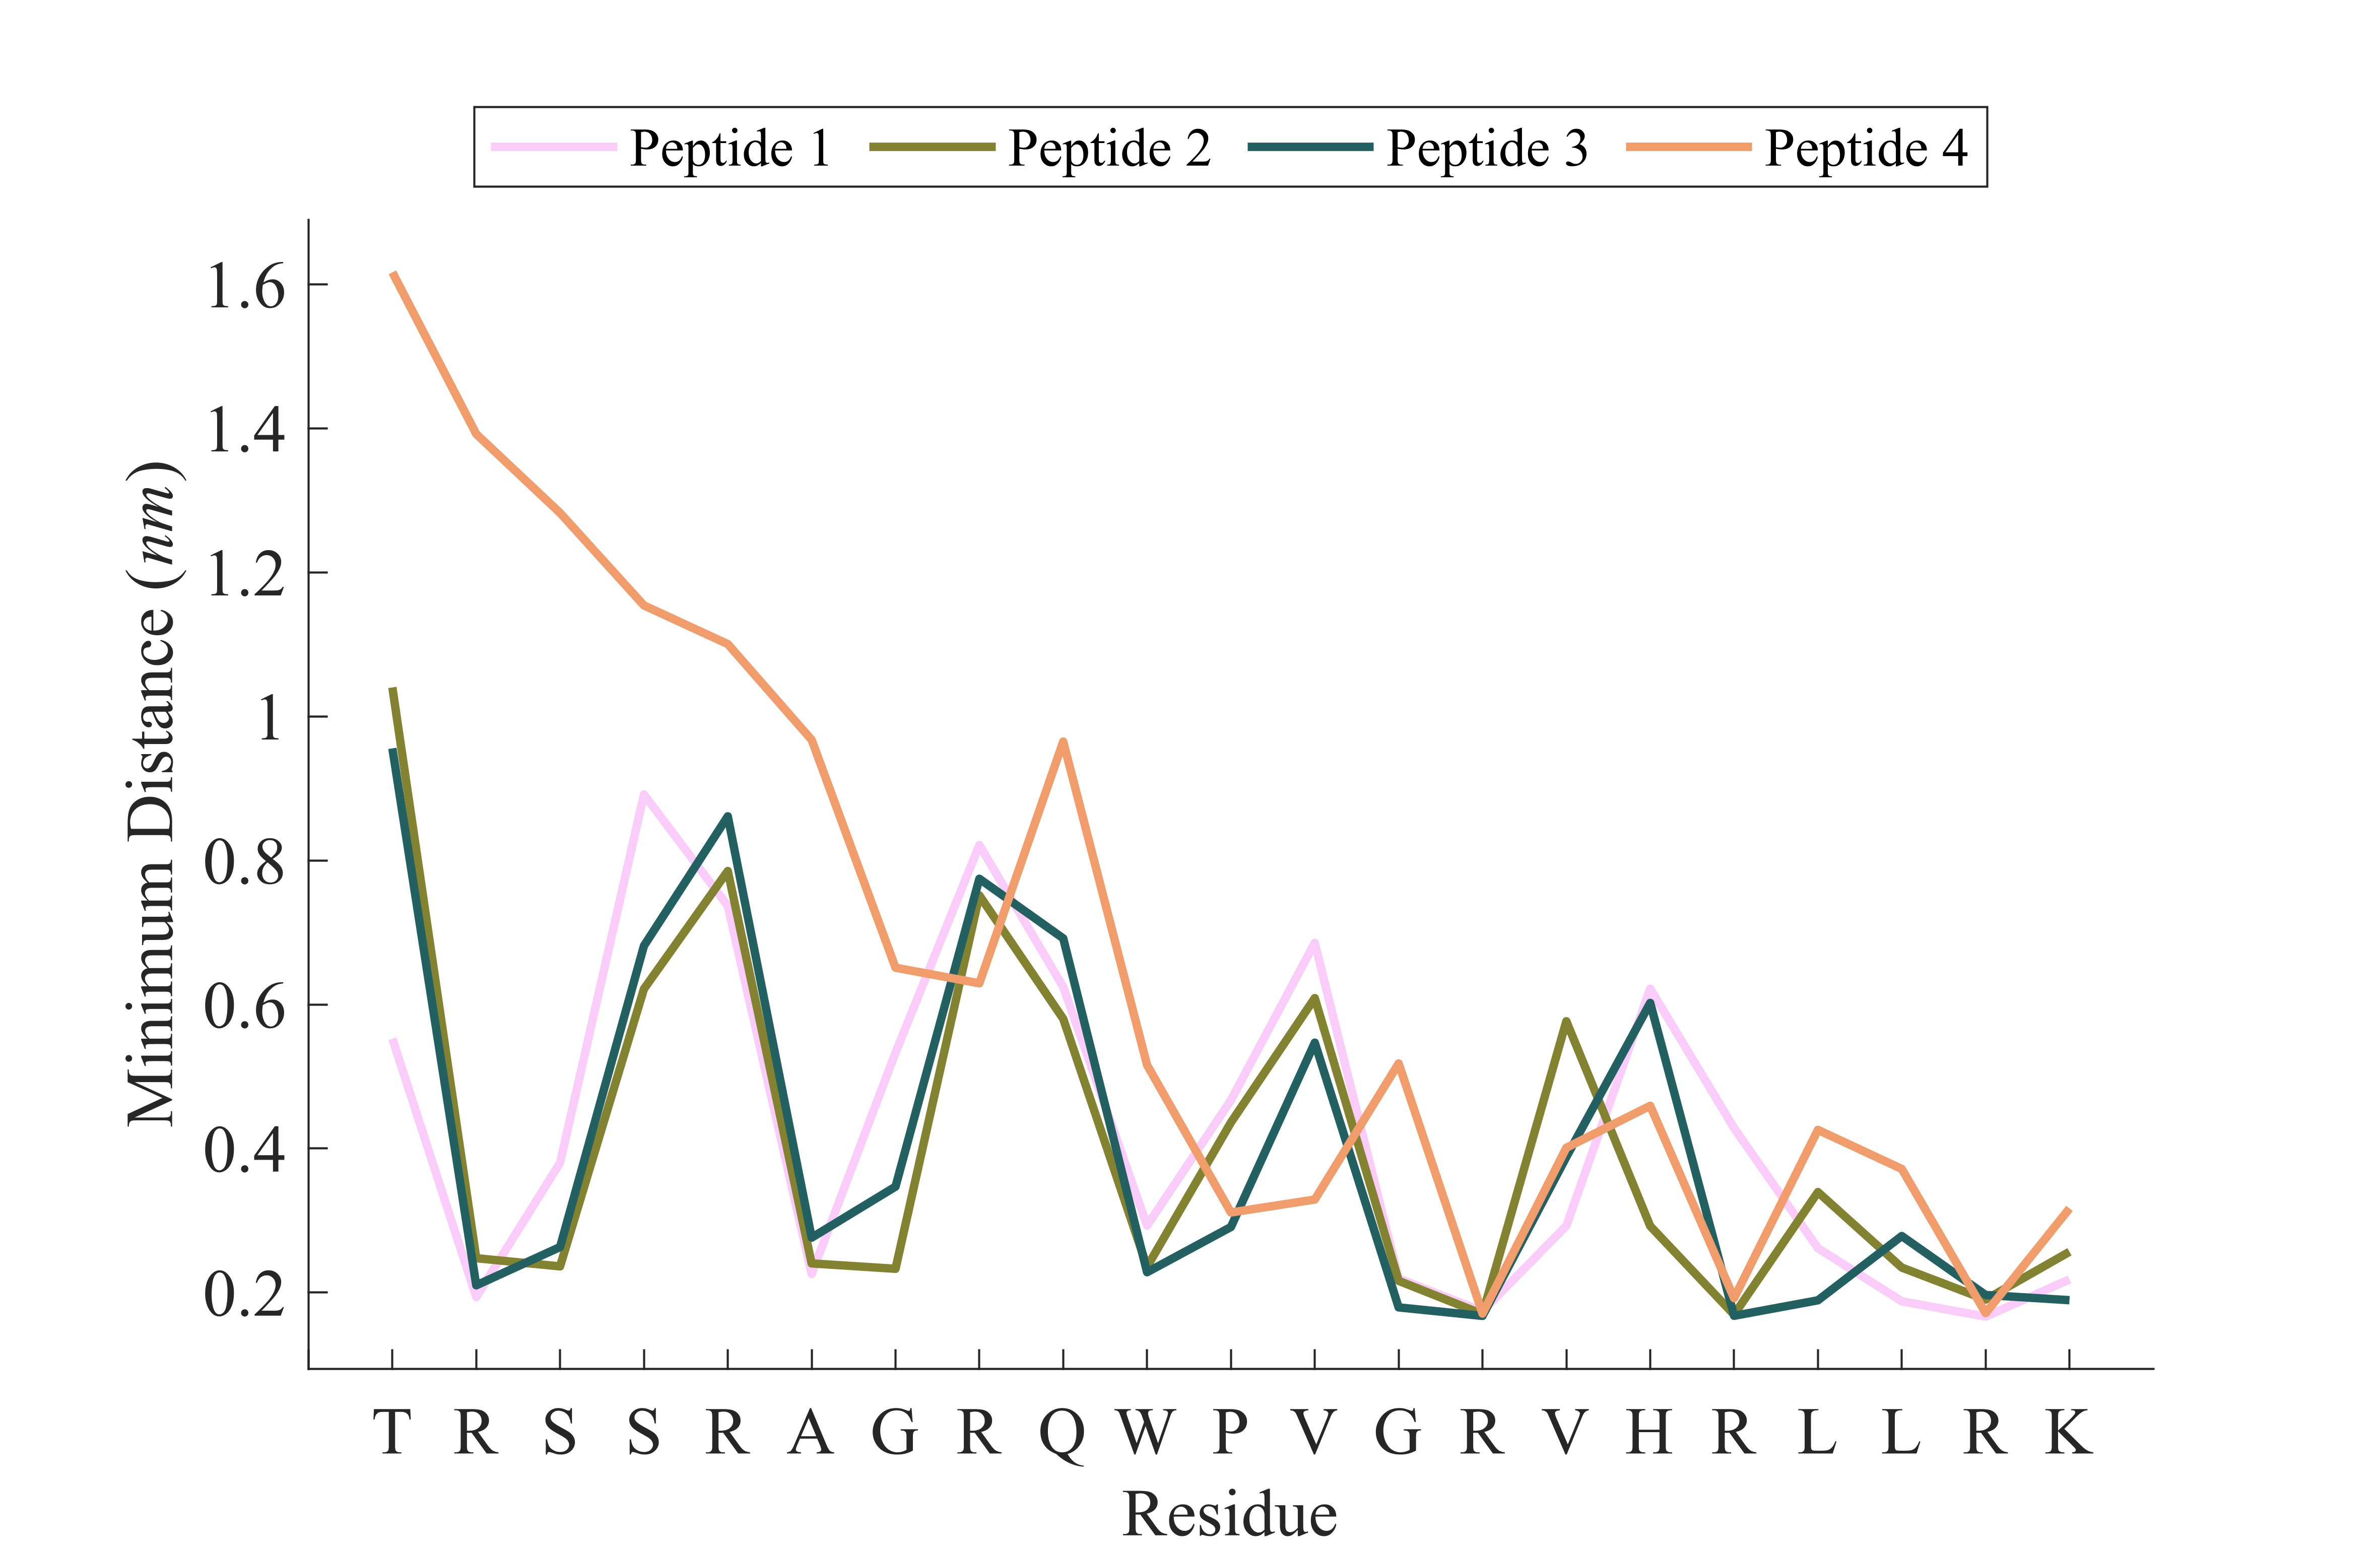 Peptide 1 Peptide 2 Peptide 3 Peptide 4
Minimum Distance (nm)
1.6
1.4
1.2
1
0.8
0.6
0.4
0.2
T R S S R A G R Q W P V G R V H R L L R K
Residue